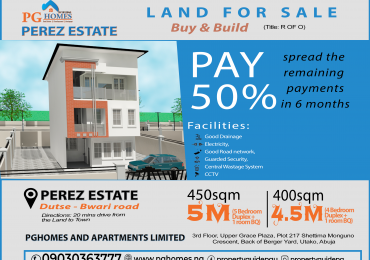 PG HOMES
PEREZ ESTATE
LAND FOR SALE
Buy & Build (Title: R OF O)
PAY
50%
spread the
remaining
payments
in 6 months
Facilities:
Good Drainage
Electricity.
Good Road network.
Guarded Security.
Central Wastage System
CCTV
PEREZ ESTATE
Dutse - Bwari road
Directions: 20 mins drive from
the Land to Town
450sqm
5M (5 Bedroom
Duplex +
1 room BQ)
400sqm
4.5M (4 Bedroom
Duplex +
1 room BQ)
PGHOMES AND APARTMENTS LIMITED
3rd Floor, Upper Grace Plaza, Plot 217 Shettima Monguno
Crescent, Back of Berger Yard, Utako, Abuja
09030363777
www.pghomes.ng
propertyguideng